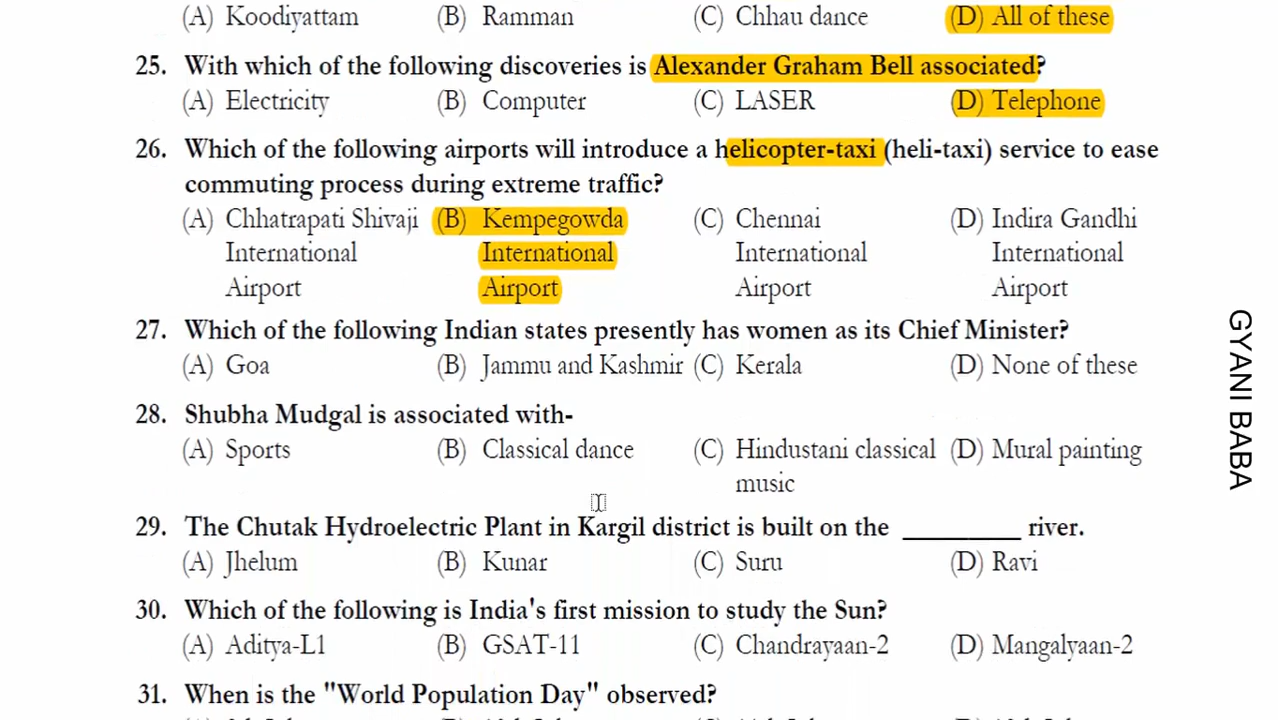 (A) Koodiyattam (B) Ramman (C) Chhau dance (D) All of these
25. With which of the following discoveries is Alexander Graham Bell associated?
(A) Electricity (B) Computer (C) LASER (D) Telephone
26. Which of the following airports will introduce a helicopter-taxi (heli-taxi) service to ease
commuting process during extreme traffic?
(A) Chhatrapati Shivaji (B) Kempegowda (C) Chennai (D) Indira Gandhi
International International International International
Airport Airport Airport Airport
27. Which of the following Indian states presently has women as its Chief Minister?
(A) Goa (B) Jammu and Kashmir (C) Kerala (D) None of these
28. Shubha Mudgal is associated with-
(A) Sports (B) Classical dance (C) Hindustani classical (D) Mural painting
music
29. The Chutak Hydroelectric Plant in Kargil district is built on the _________ river.
(A) Jhelum (B) Kunar (C) Suru (D) Ravi
30. Which of the following is India's first mission to study the Sun?
(A) Aditya-L1 (B) GSAT-11 (C) Chandrayaan-2 (D) Mangalyaan-2
31. When is the "World Population Day" observed?
GYANI BABA